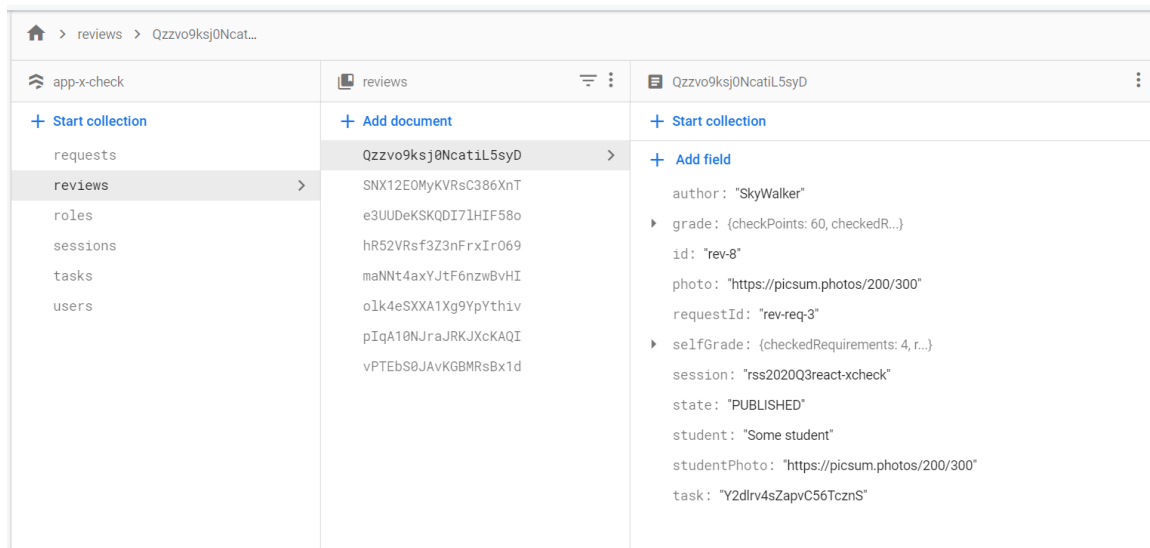 reviews > Qzzvo9ksj0Ncat...
app-x-check
+ Start collection
requests
reviews
roles
sessions
tasks
users
reviews
+ Add document
Qzzvo9ksj0NcatiL5syD
SNX12EOMyKVRsC386XnT
e3UUDeKSKQDI7lHIF58o
hR52VRsf3Z3nFrxIrO69
maNNt4axYJtF6nzwBvHI
olk4eSXXA1Xg9YpYthiv
pIqA10NJraJRKJXcKAQI
vPTEbS0JAvKGBMRsBx1d
Qzzvo9ksj0NcatiL5syD
+ Start collection
+ Add field
author: "SkyWalker"
grade: {checkPoints: 60, checkedR...}
id: "rev-8"
photo: "https://picsum.photos/200/300"
requestId: "rev-req-3"
selfGrade: {checkedRequirements: 4, r...}
session: "rss2020Q3react-xcheck"
state: "PUBLISHED"
student: "Some student"
studentPhoto: "https://picsum.photos/200/300"
task: "Y2dlrv4sZapvC56TcznS"